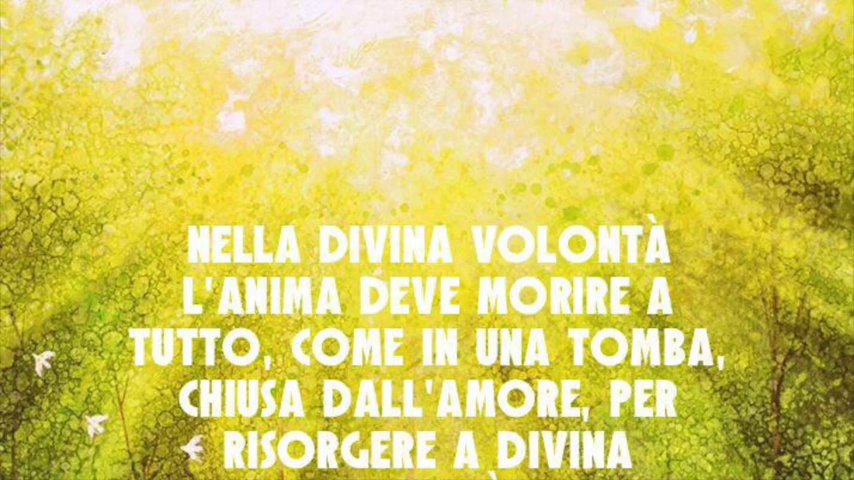 NELLA DIVINA VOLONTÀ
L'ANIMA DEVE MORIRE A
TUTTO, COME IN UNA TOMBA,
CHIUSA DALL'AMORE, PER
RISORGERE A DIVINA